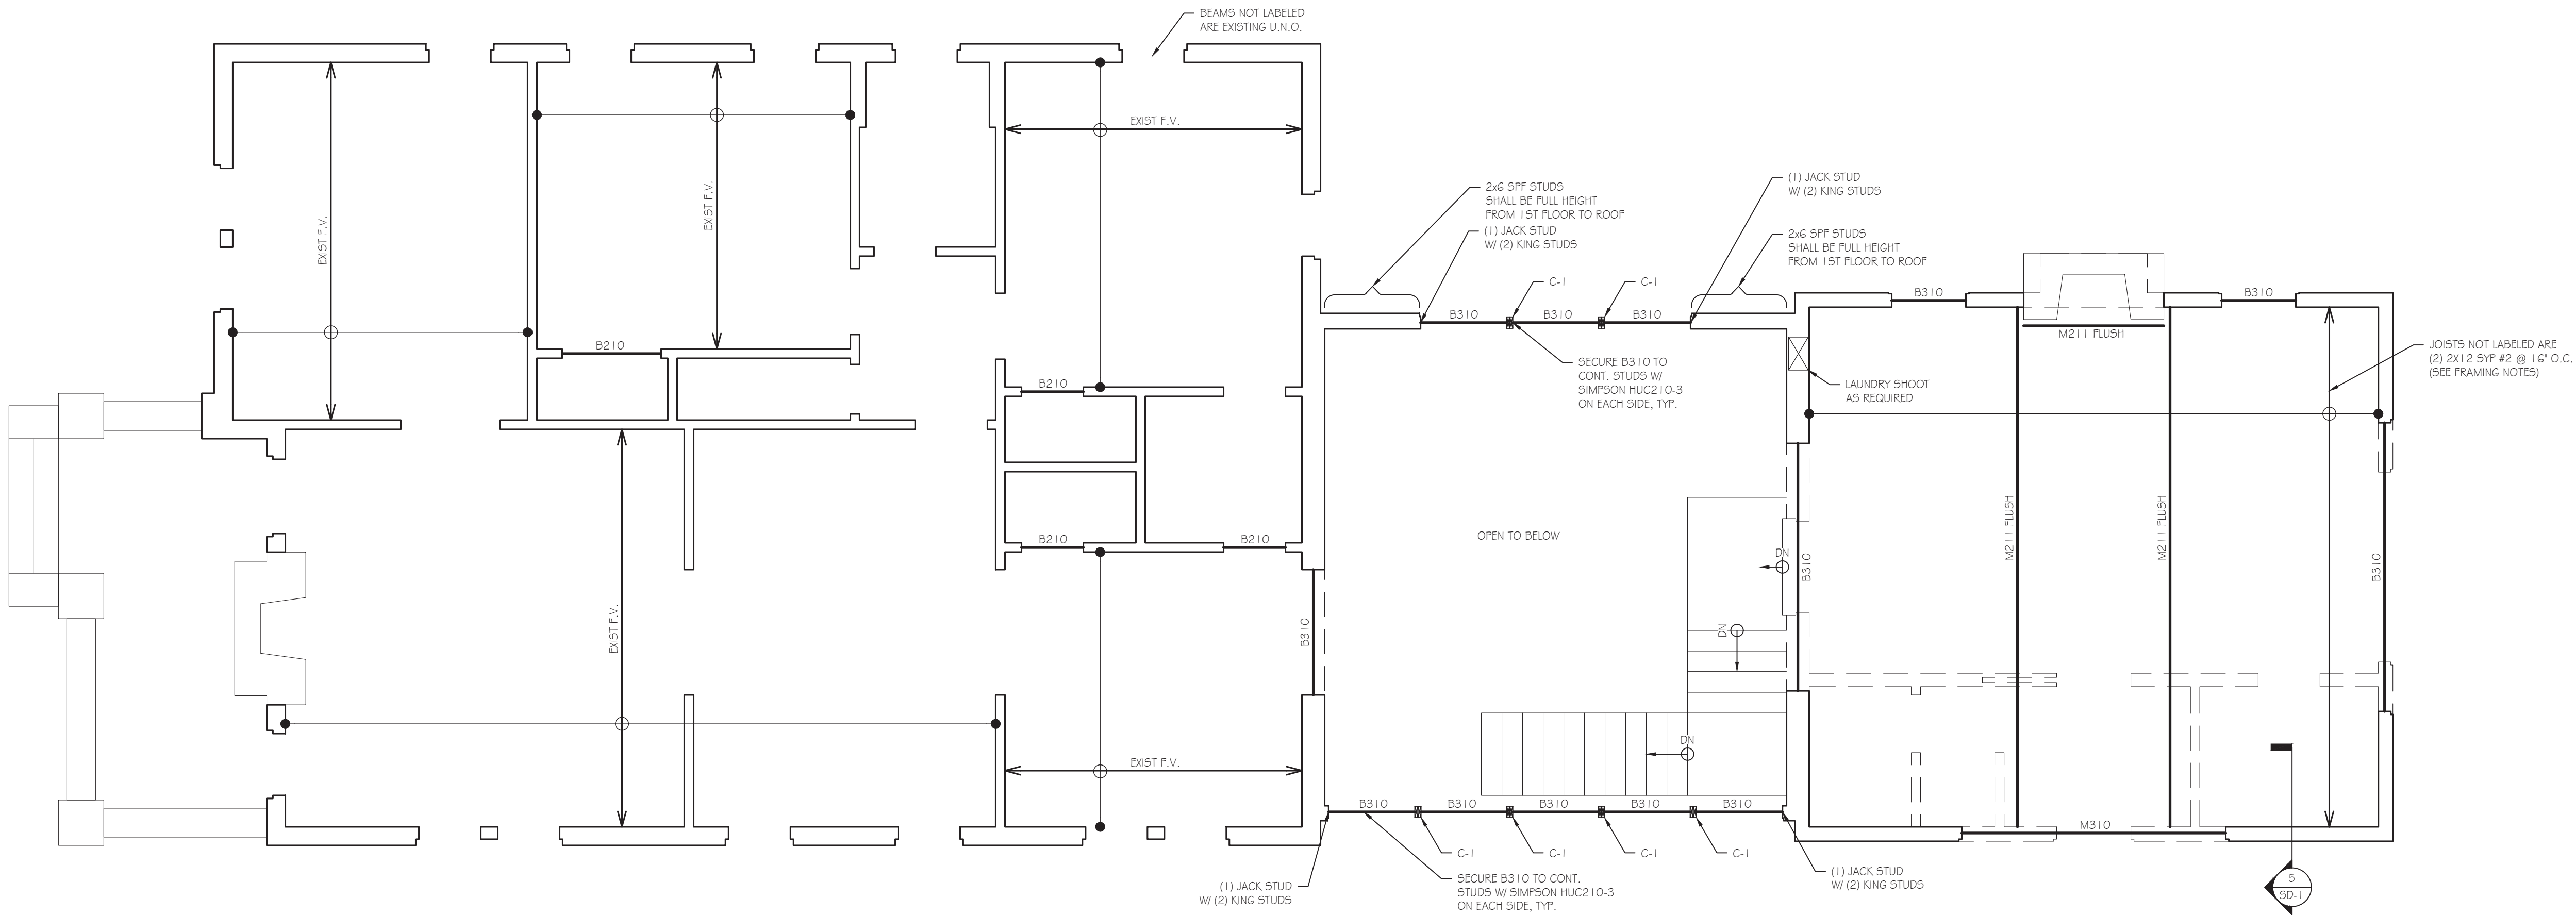 BEAMS NOT LABELED
ARE EXISTING U.N.O.
EXIST F.V.
EXIST F.V.
EXIST F.V.
B210
B210
B210
B210
EXIST F.V.
EXIST F.V.
B310
2x6 SPF STUDS
SHALL BE FULL HEIGHT
FROM 1ST FLOOR TO ROOF
(1) JACK STUD
W/ (2) KING STUDS
(1) JACK STUD
W/ (2) KING STUDS
2x6 SPF STUDS
SHALL BE FULL HEIGHT
FROM 1ST FLOOR TO ROOF
C-1
C-1
B310
B310
B310
SECURE B310 TO
CONT. STUDS W/
SIMPSON HUC210-3
ON EACH SIDE, TYP.
LAUNDRY SHOOT
AS REQUIRED
OPEN TO BELOW
DN
DN
DN
B310
B310
B310
B310
B310
B310
C-1
C-1
C-1
C-1
(1) JACK STUD
W/ (2) KING STUDS
SECURE B310 TO CONT.
STUDS W/ SIMPSON HUC210-3
ON EACH SIDE, TYP.
(1) JACK STUD
W/ (2) KING STUDS
B310
B310
M211 FLUSH
M211 FLUSH
M211 FLUSH
B310
M310
JOISTS NOT LABELED ARE
(2) 2X12 SYP #2 @ 16" O.C.
(SEE FRAMING NOTES)
5
SD-1